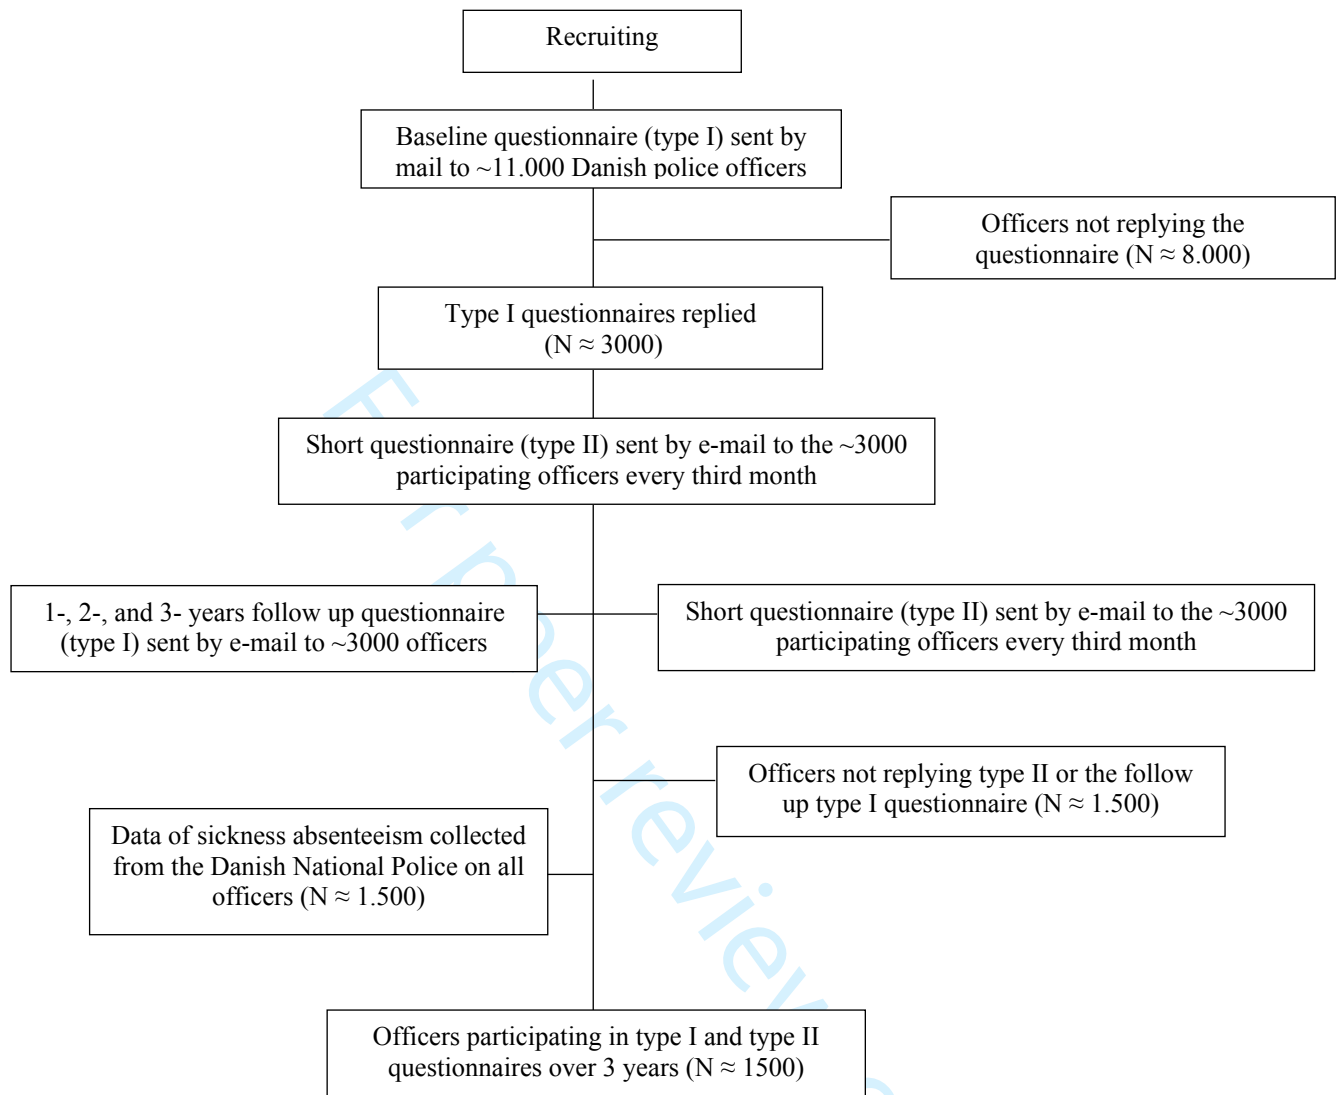 Recruiting
Baseline questionnaire (type I) sent by
mail to ~11.000 Danish police officers
Officers not replying the
questionnaire (N ≈ 8.000)
Type I questionnaires replied
(N ≈ 3000)
Short questionnaire (type II) sent by e-mail to the ~3000
participating officers every third month
1-, 2-, and 3- years follow up questionnaire
(type I) sent by e-mail to ~3000 officers
Short questionnaire (type II) sent by e-mail to the ~3000
participating officers every third month
Officers not replying type II or the follow
up type I questionnaire (N ≈ 1.500)
Data of sickness absenteeism collected
from the Danish National Police on all
officers (N ≈ 1.500)
Officers participating in type I and type II
questionnaires over 3 years (N ≈ 1500)